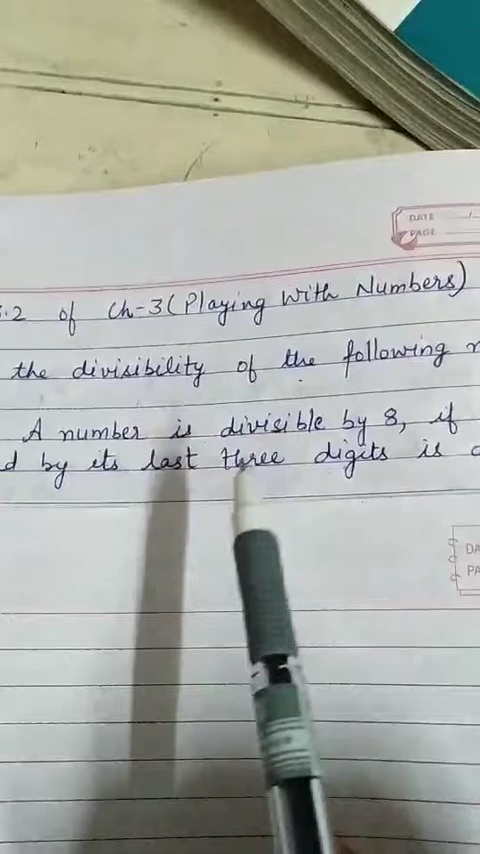 DATE
PAGE
.2 of Ch-3 (Playing With Numbers)
the divisibility of the following
A number is divisible by 8, if
d by its last three digits is
DA
PA